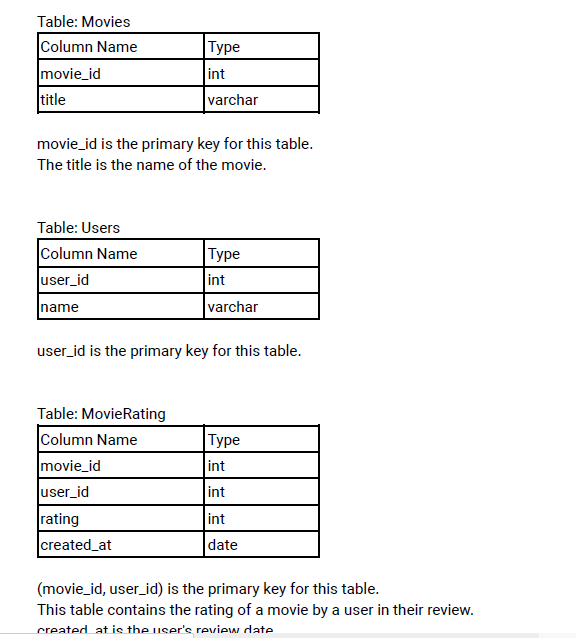 Table: Movies
Column Name Type
movie_id int
title varchar
movie_id is the primary key for this table.
The title is the name of the movie.
Table: Users
Column Name Type
user_id int
name varchar
user_id is the primary key for this table.
Table: MovieRating
Column Name Type
movie_id int
user_id int
rating int
created_at date
(movie_id, user_id) is the primary key for this table.
This table contains the rating of a movie by a user in their review.
created_at is the user's review date